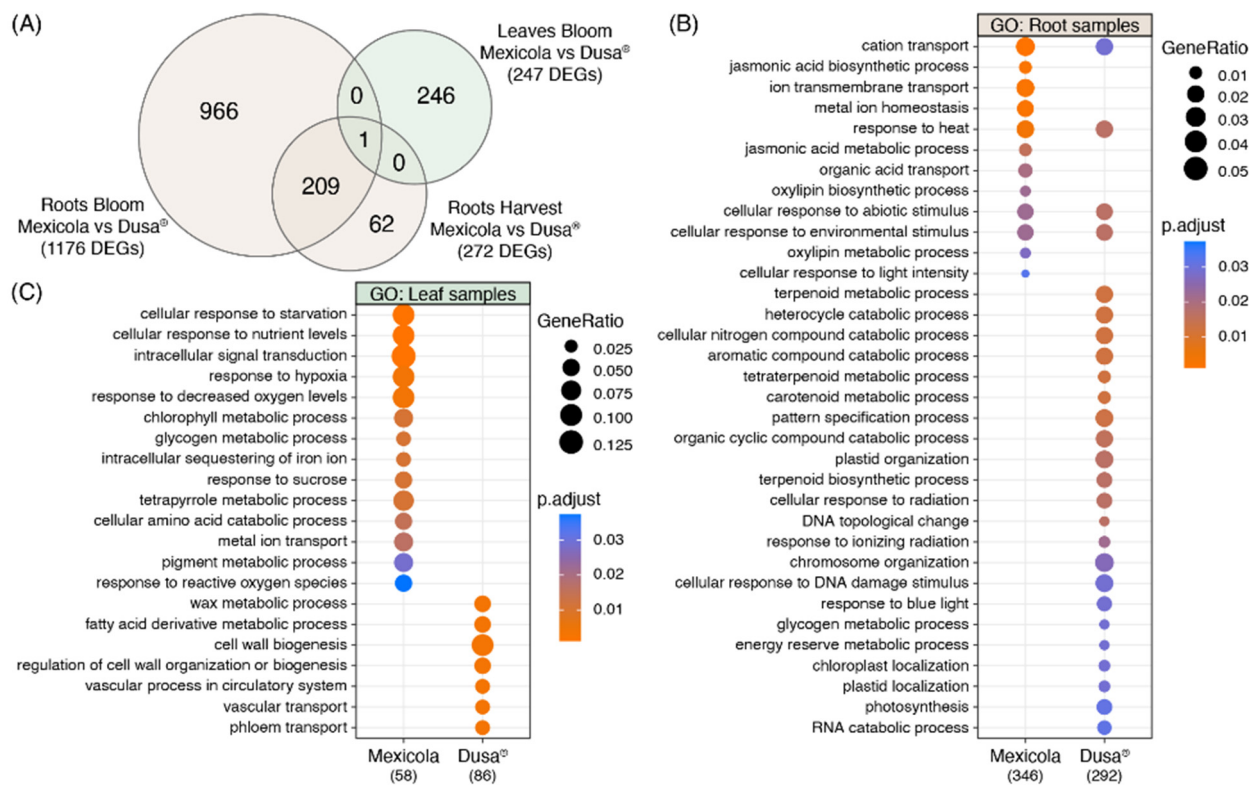 (A)
Leaves Bloom
Mexicola vs Dusa®
(247 DEGs)
966
0
246
1
0
209
62
Roots Bloom
Mexicola vs Dusa®
(1176 DEGs)
Roots Harvest
Mexicola vs Dusa®
(272 DEGs)
(B)
GO: Root samples
cation transport
jasmonic acid biosynthetic process
ion transmembrane transport
metal ion homeostasis
response to heat
jasmonic acid metabolic process
organic acid transport
oxylipin biosynthetic process
cellular response to abiotic stimulus
cellular response to environmental stimulus
oxylipin metabolic process
cellular response to light intensity
terpenoid metabolic process
heterocycle catabolic process
cellular nitrogen compound catabolic process
aromatic compound catabolic process
tetraterpenoid metabolic process
carotenoid metabolic process
pattern specification process
organic cyclic compound catabolic process
plastid organization
terpenoid biosynthetic process
cellular response to radiation
DNA topological change
response to ionizing radiation
chromosome organization
cellular response to DNA damage stimulus
response to blue light
glycogen metabolic process
energy reserve metabolic process
chloroplast localization
plastid localization
photosynthesis
RNA catabolic process
Mexicola
(346)
Dusa®
(292)
GeneRatio
0.01
0.02
0.03
0.04
0.05
p.adjust
0.03
0.02
0.01
(C)
GO: Leaf samples
cellular response to starvation
cellular response to nutrient levels
intracellular signal transduction
response to hypoxia
response to decreased oxygen levels
chlorophyll metabolic process
glycogen metabolic process
intracellular sequestering of iron ion
response to sucrose
tetrapyrrole metabolic process
cellular amino acid catabolic process
metal ion transport
pigment metabolic process
response to reactive oxygen species
wax metabolic process
fatty acid derivative metabolic process
cell wall biogenesis
regulation of cell wall organization or biogenesis
vascular process in circulatory system
vascular transport
phloem transport
Mexicola
(58)
Dusa®
(86)
GeneRatio
0.025
0.050
0.075
0.100
0.125
p.adjust
0.03
0.02
0.01